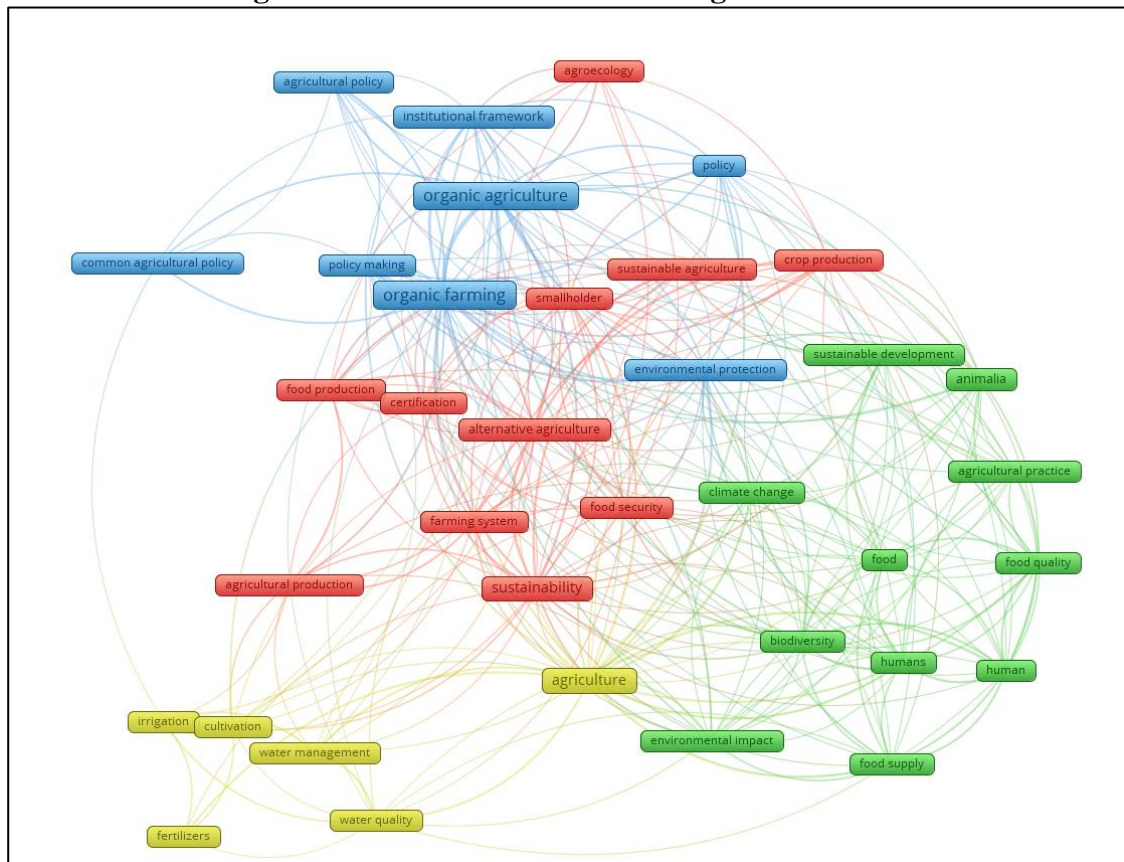 agroecology
agricultural policy
institutional framework
policy
organic agriculture
crop production
common agricultural policy
policy making
sustainable agriculture
organic farming
smallholder
sustainable development
environmental protection
animalia
food production
certification
alternative agriculture
agricultural practice
climate change
food security
farming system
food
food quality
agricultural production
sustainability
biodiversity
humans
human
agriculture
irrigation
cultivation
environmental impact
water management
food supply
water quality
fertilizers